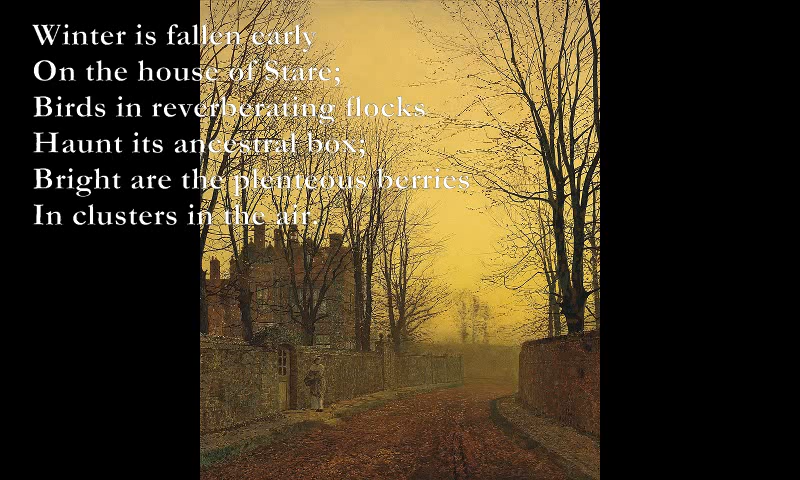 Winter is fallen early
On the house of Stare;
Birds in reverberating flocks
Haunt its ancestral box;
Bright are the plenteous berries
In clusters in the air.